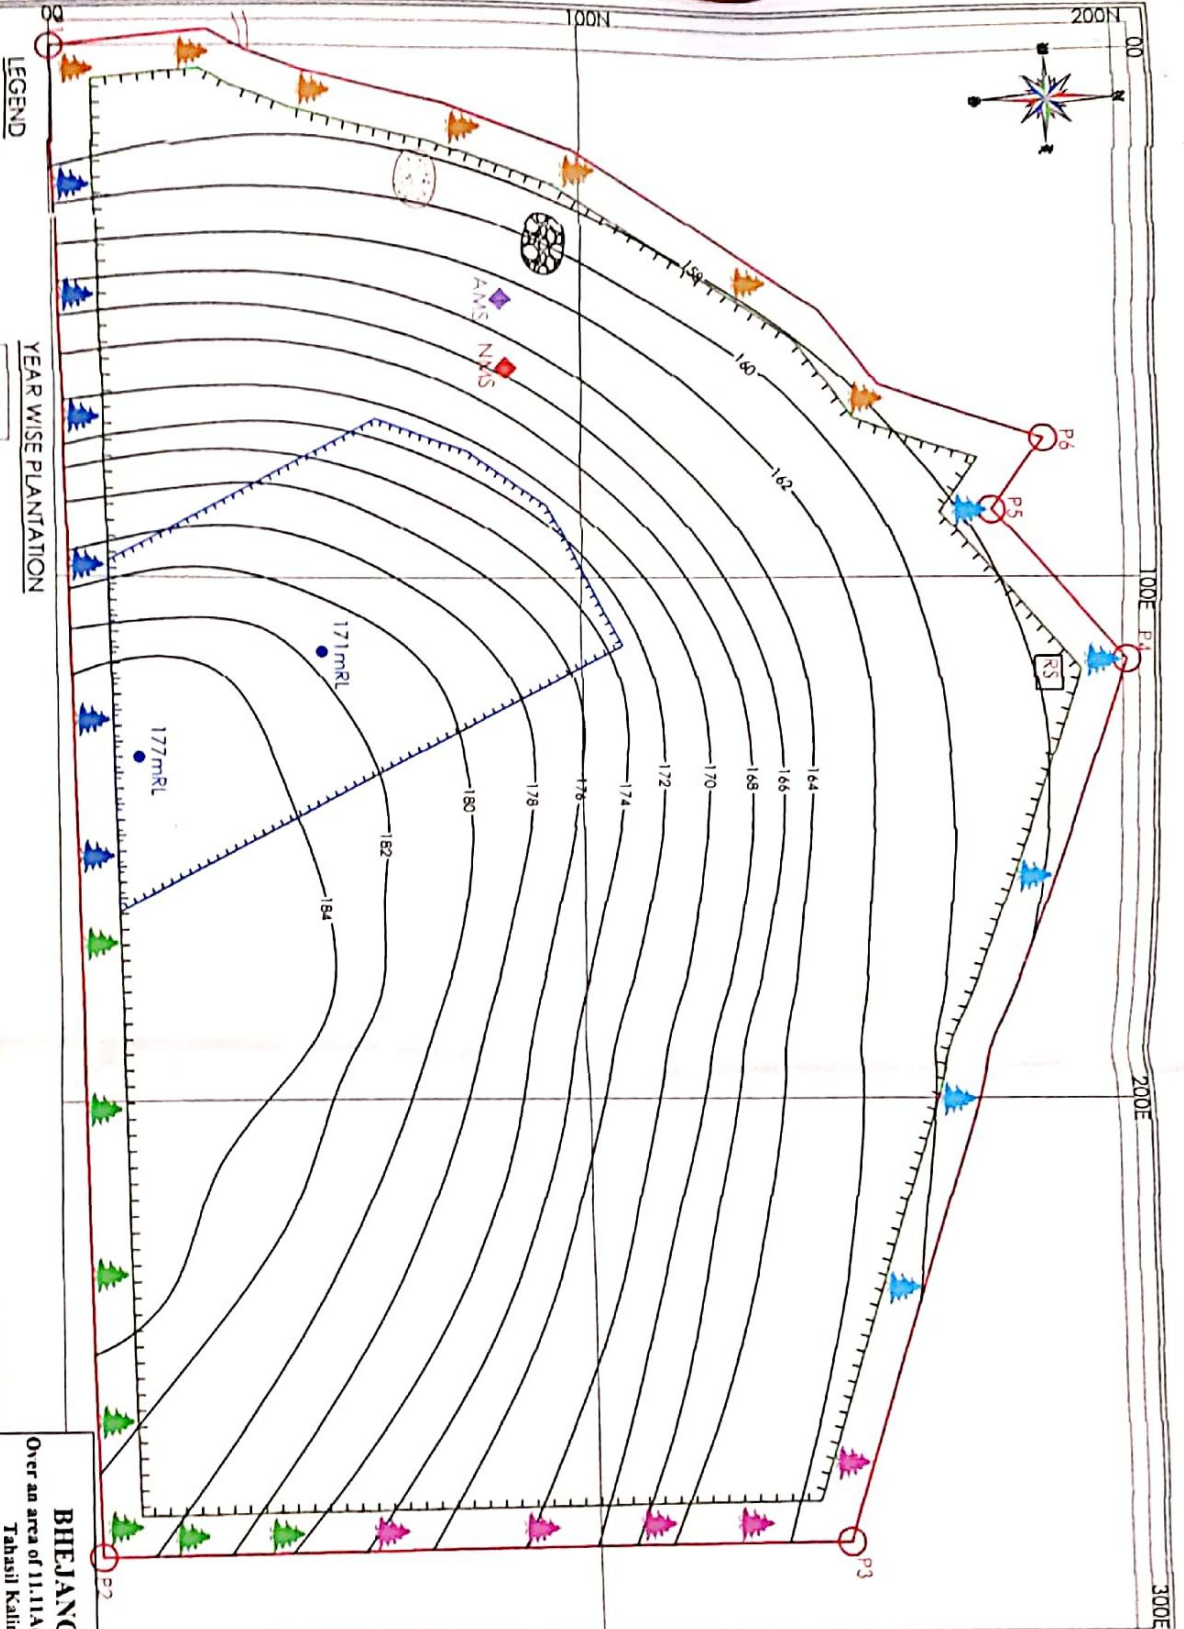 00
100N
200N
00
N
P6
P5
100E
P4
RS
158
160
162
AMS
NMS
171mRL
177mRL
164
166
168
170
172
174
176
178
180
182
184
200E
P3
P2
300E
LEGEND
YEAR WISE PLANTATION
BHEJANG
Over an area of 11.11A
Tahasil Kalin